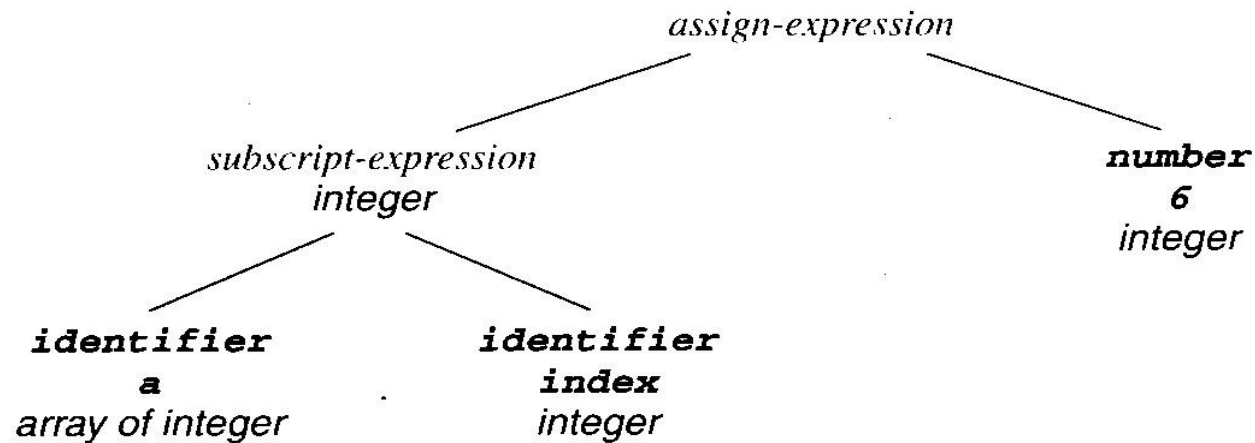 assign-expression
subscript-expression
integer
number
6
integer
identifier
a
array of integer
identifier
index
integer